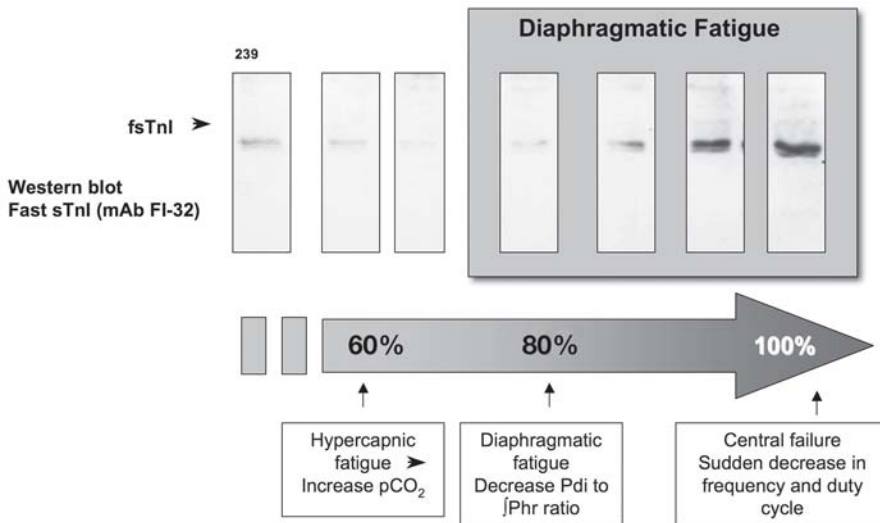 Diaphragmatic Fatigue
239
fsTnI ➤
Western blot
Fast sTnI (mAb FI-32)
60%
80%
100%
Hypercapnic
fatigue ➤
Increase pCO₂
Diaphragmatic
fatigue
Decrease Pdi to
∫Phr ratio
Central failure
Sudden decrease in
frequency and duty
cycle